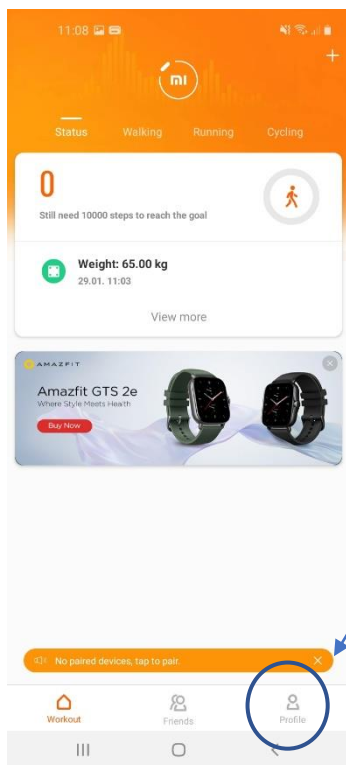 11:08
mi
+
Status Walking Running Cycling
0
Still need 10000 steps to reach the goal
Weight: 65.00 kg
29.01. 11:03
View more
AMAZFIT
Amazfit GTS 2e
Where Style Meets Health
Buy Now
No paired devices, tap to pair.
Workout Friends Profile